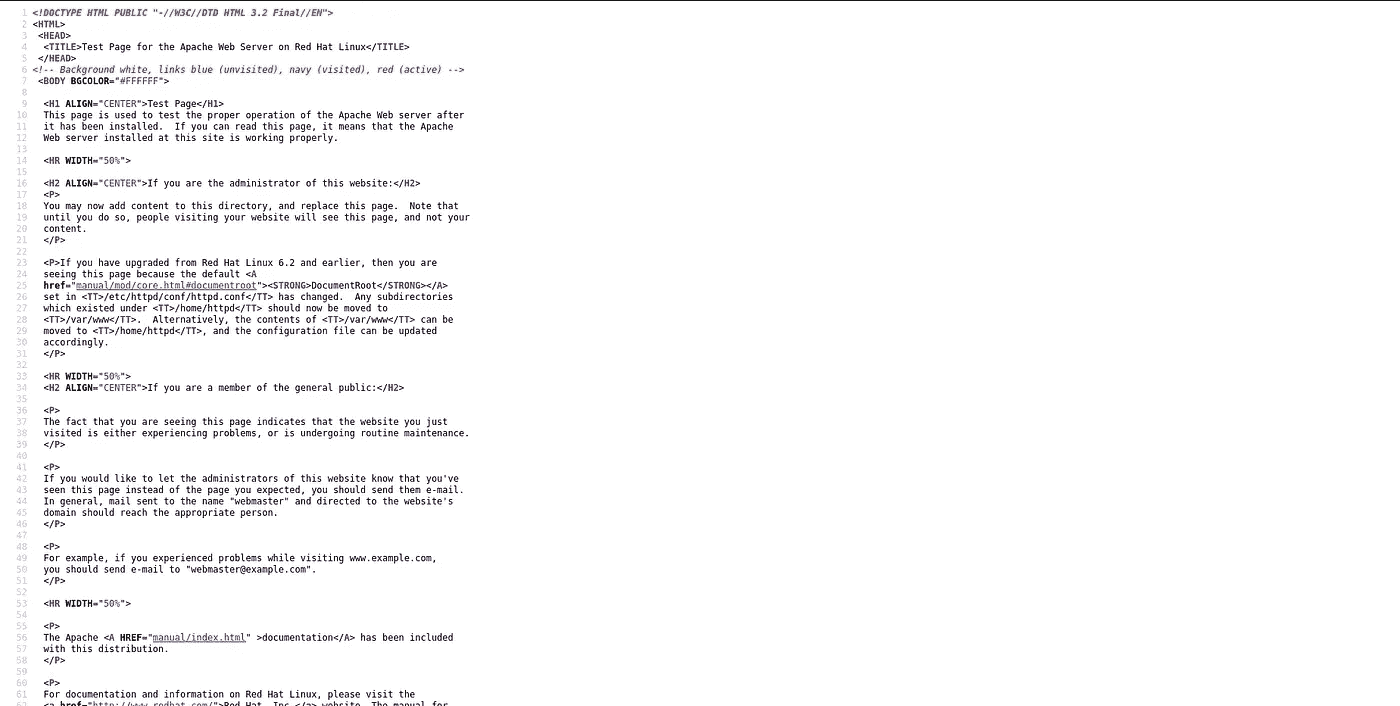 1 <!DOCTYPE HTML PUBLIC "-//W3C//DTD HTML 3.2 Final//EN">
2 <HTML>
3 <HEAD>
4 <TITLE>Test Page for the Apache Web Server on Red Hat Linux</TITLE>
5 </HEAD>
6 <!-- Background white, links blue (unvisited), navy (visited), red (active) -->
7 <BODY BGCOLOR="#FFFFFF">
8
9 <H1 ALIGN="CENTER">Test Page</H1>
10 This page is used to test the proper operation of the Apache Web server after
11 it has been installed.  If you can read this page, it means that the Apache
12 Web server installed at this site is working properly.
13
14 <HR WIDTH="50%">
15
16 <H2 ALIGN="CENTER">If you are the administrator of this website:</H2>
17 <P>
18 You may now add content to this directory, and replace this page.  Note that
19 until you do so, people visiting your website will see this page, and not your
20 content.
21 </P>
22
23 <P>If you have upgraded from Red Hat Linux 6.2 and earlier, then you are
24 seeing this page because the default <A
25 href="manual/mod/core.html#documentroot"><STRONG>DocumentRoot</STRONG></A>
26 set in <TT>/etc/httpd/conf/httpd.conf</TT> has changed.  Any subdirectories
27 which existed under <TT>/home/httpd</TT> should now be moved to
28 <TT>/var/www</TT>.  Alternatively, the contents of <TT>/var/www</TT> can be
29 moved to <TT>/home/httpd</TT>, and the configuration file can be updated
30 accordingly.
31 </P>
32
33 <HR WIDTH="50%">
34 <H2 ALIGN="CENTER">If you are a member of the general public:</H2>
35
36 <P>
37 The fact that you are seeing this page indicates that the website you just
38 visited is either experiencing problems, or is undergoing routine maintenance.
39 </P>
40
41 <P>
42 If you would like to let the administrators of this website know that you've
43 seen this page instead of the page you expected, you should send them e-mail.
44 In general, mail sent to the name "webmaster" and directed to the website's
45 domain should reach the appropriate person.
46 </P>
47
48 <P>
49 For example, if you experienced problems while visiting www.example.com,
50 you should send e-mail to "webmaster@example.com".
51 </P>
52
53 <HR WIDTH="50%">
54
55 <P>
56 The Apache <A HREF="manual/index.html" >documentation</A> has been included
57 with this distribution.
58 </P>
59
60 <P>
61 For documentation and information on Red Hat Linux, please visit the
62 <a href="http://www.redhat.com/">Red Hat, Inc.</a> website. The manual for